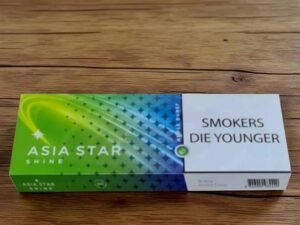 ASIA STAR
SHINE
SMOKERS
DIE YOUNGER
ASIA STAR
SHINE